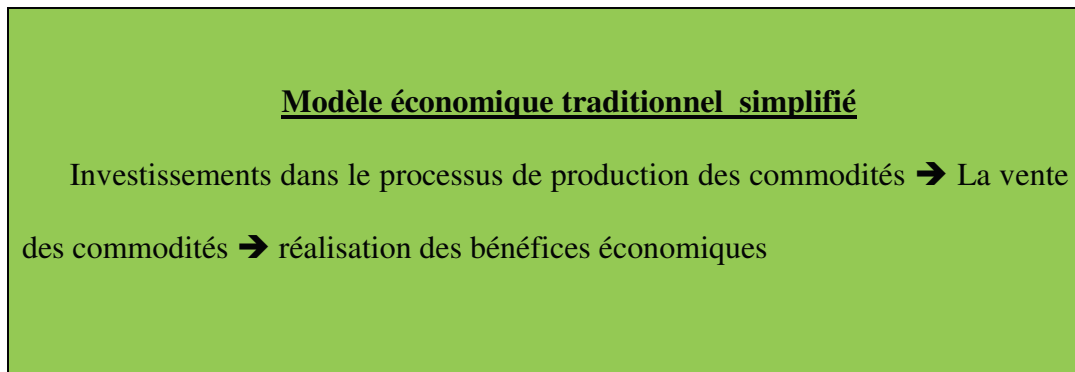 Modèle économique traditionnel simplifié
Investissements dans le processus de production des commodités ➔ La vente
des commodités ➔ réalisation des bénéfices économiques